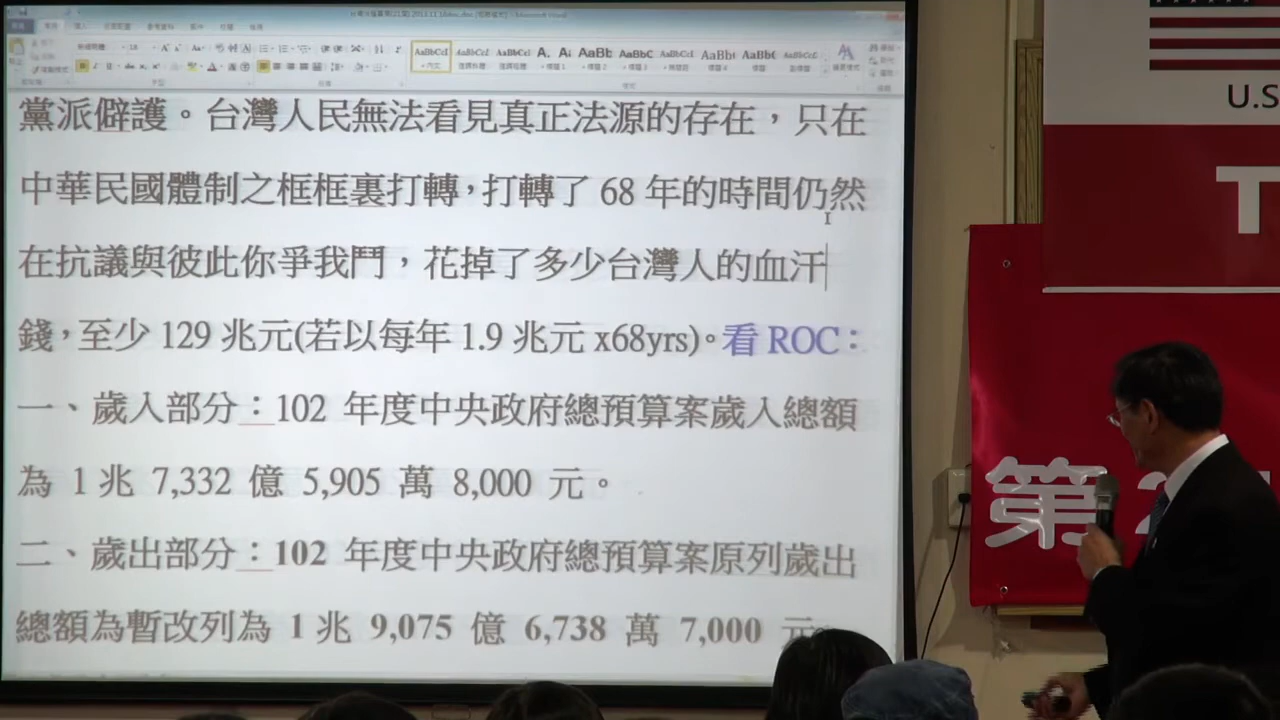 黨派僻護。台灣人民無法看見真正法源的存在，只在
中華民國體制之框框裏打轉，打轉了 68 年的時間仍然
在抗議與彼此你爭我鬥，花掉了多少台灣人的血汗
錢，至少 129 兆元(若以每年 1.9 兆元 x68yrs)。看 ROC：
一、歲入部分：102 年度中央政府總預算案歲入總額
為 1 兆 7,332 億 5,905 萬 8,000 元。
二、歲出部分：102 年度中央政府總預算案原列歲出
總額為暫改列為 1 兆 9,075 億 6,738 萬 7,000 元
U.S
T
第 2